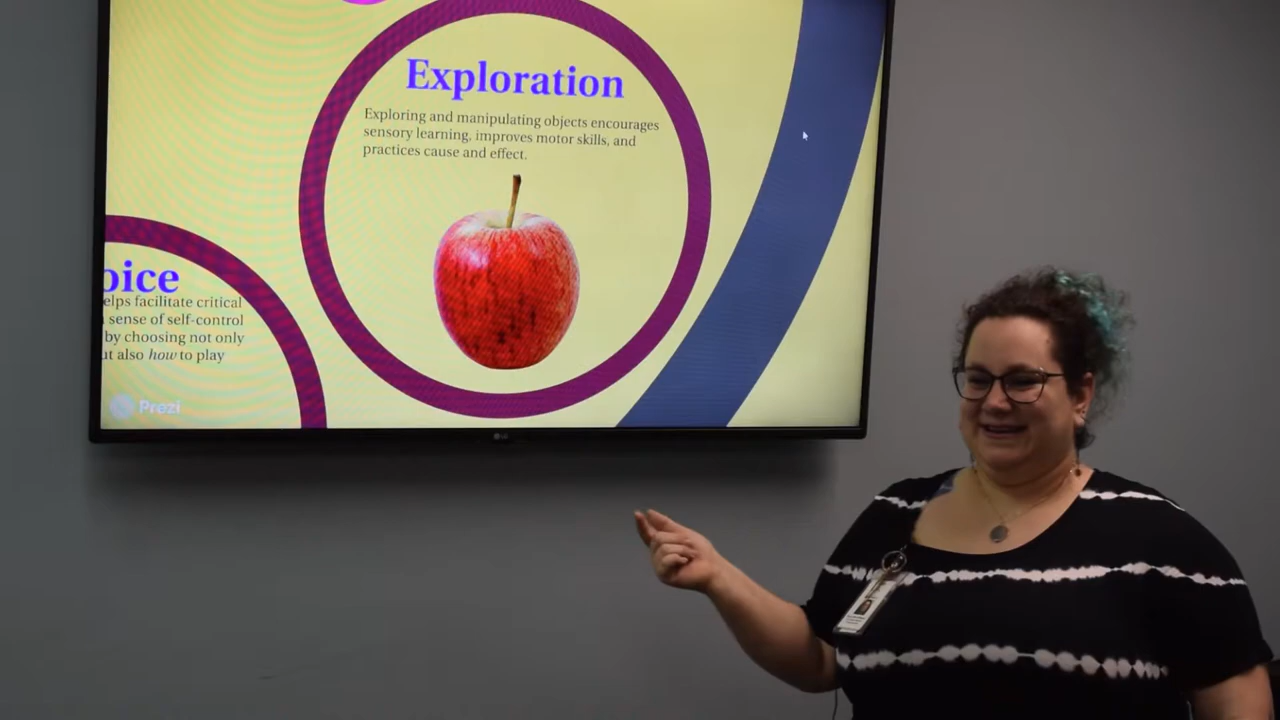 Exploration
Exploring and manipulating objects encourages
sensory learning, improves motor skills, and
practices cause and effect.
oice
elps facilitate critical
sense of self-control
by choosing not only
ut also how to play
Prezi
LG